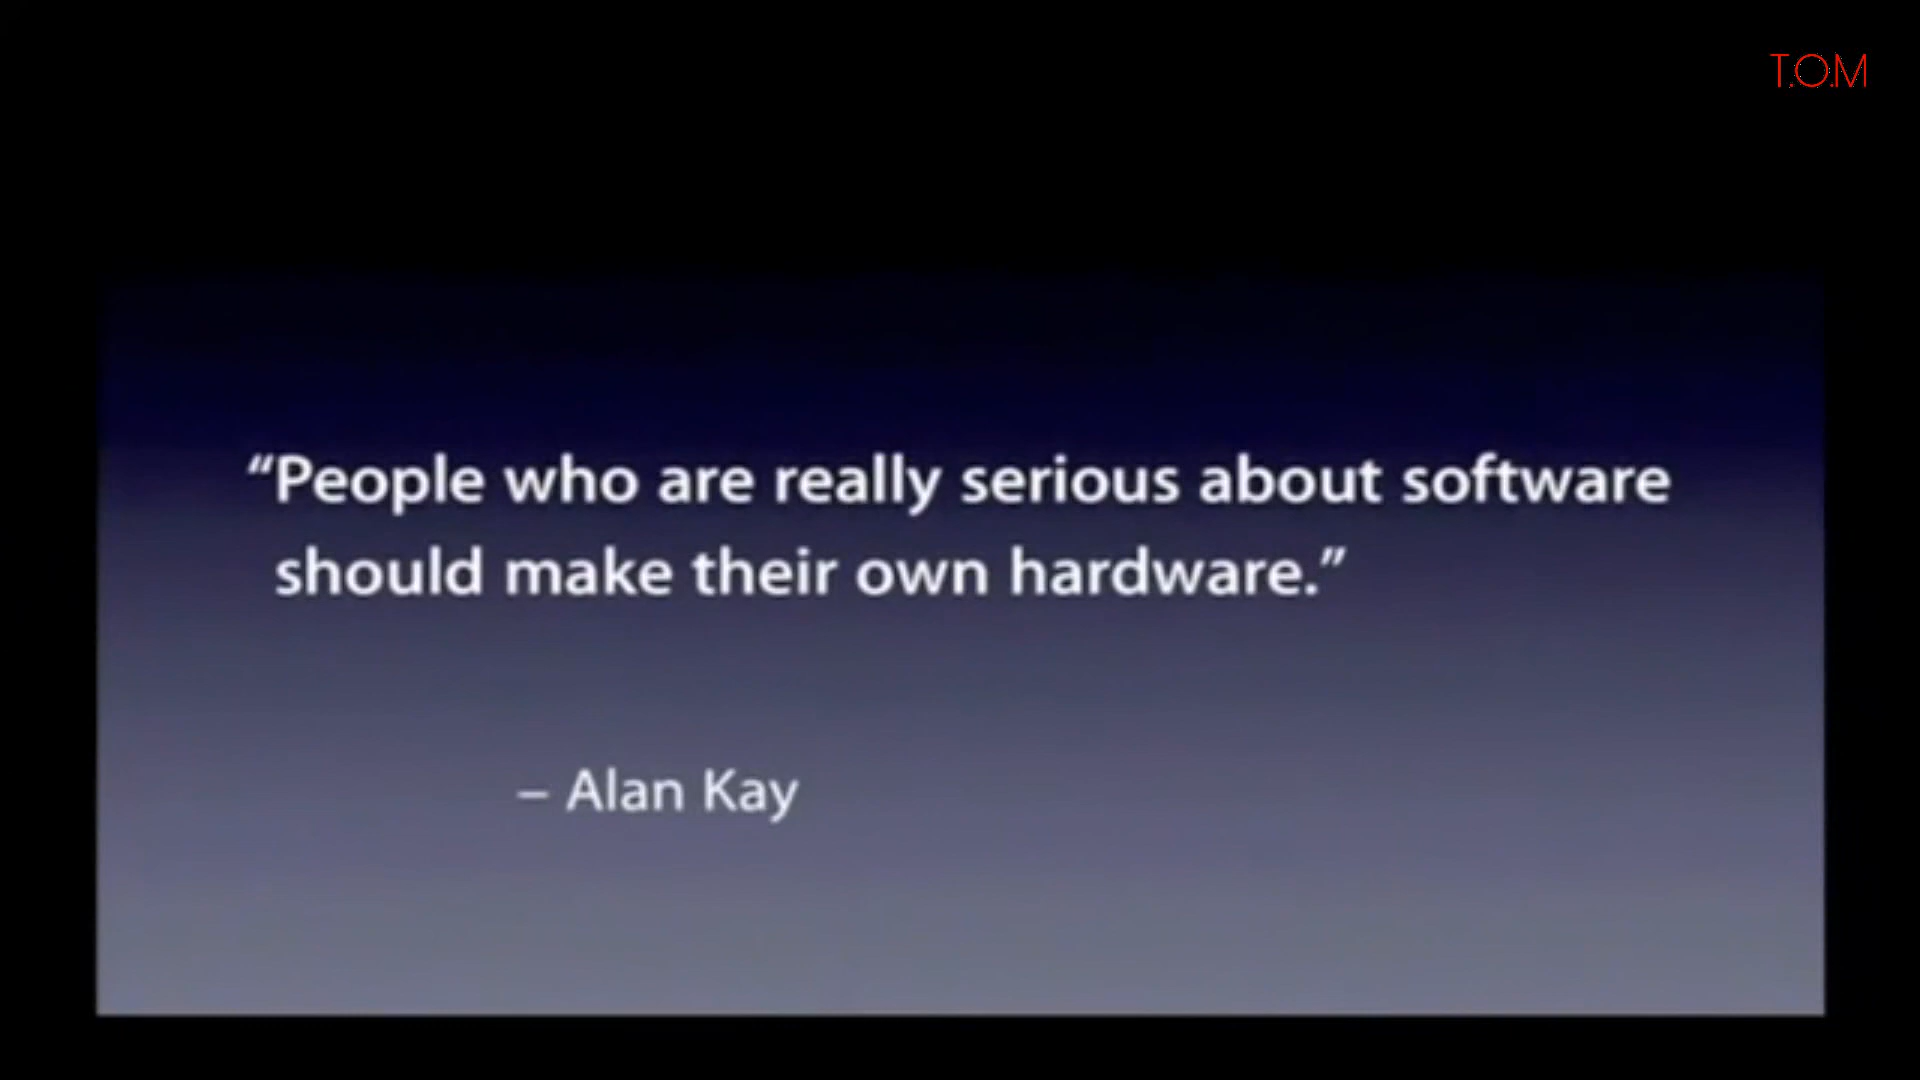 T.O.M
“People who are really serious about software
should make their own hardware.”
– Alan Kay